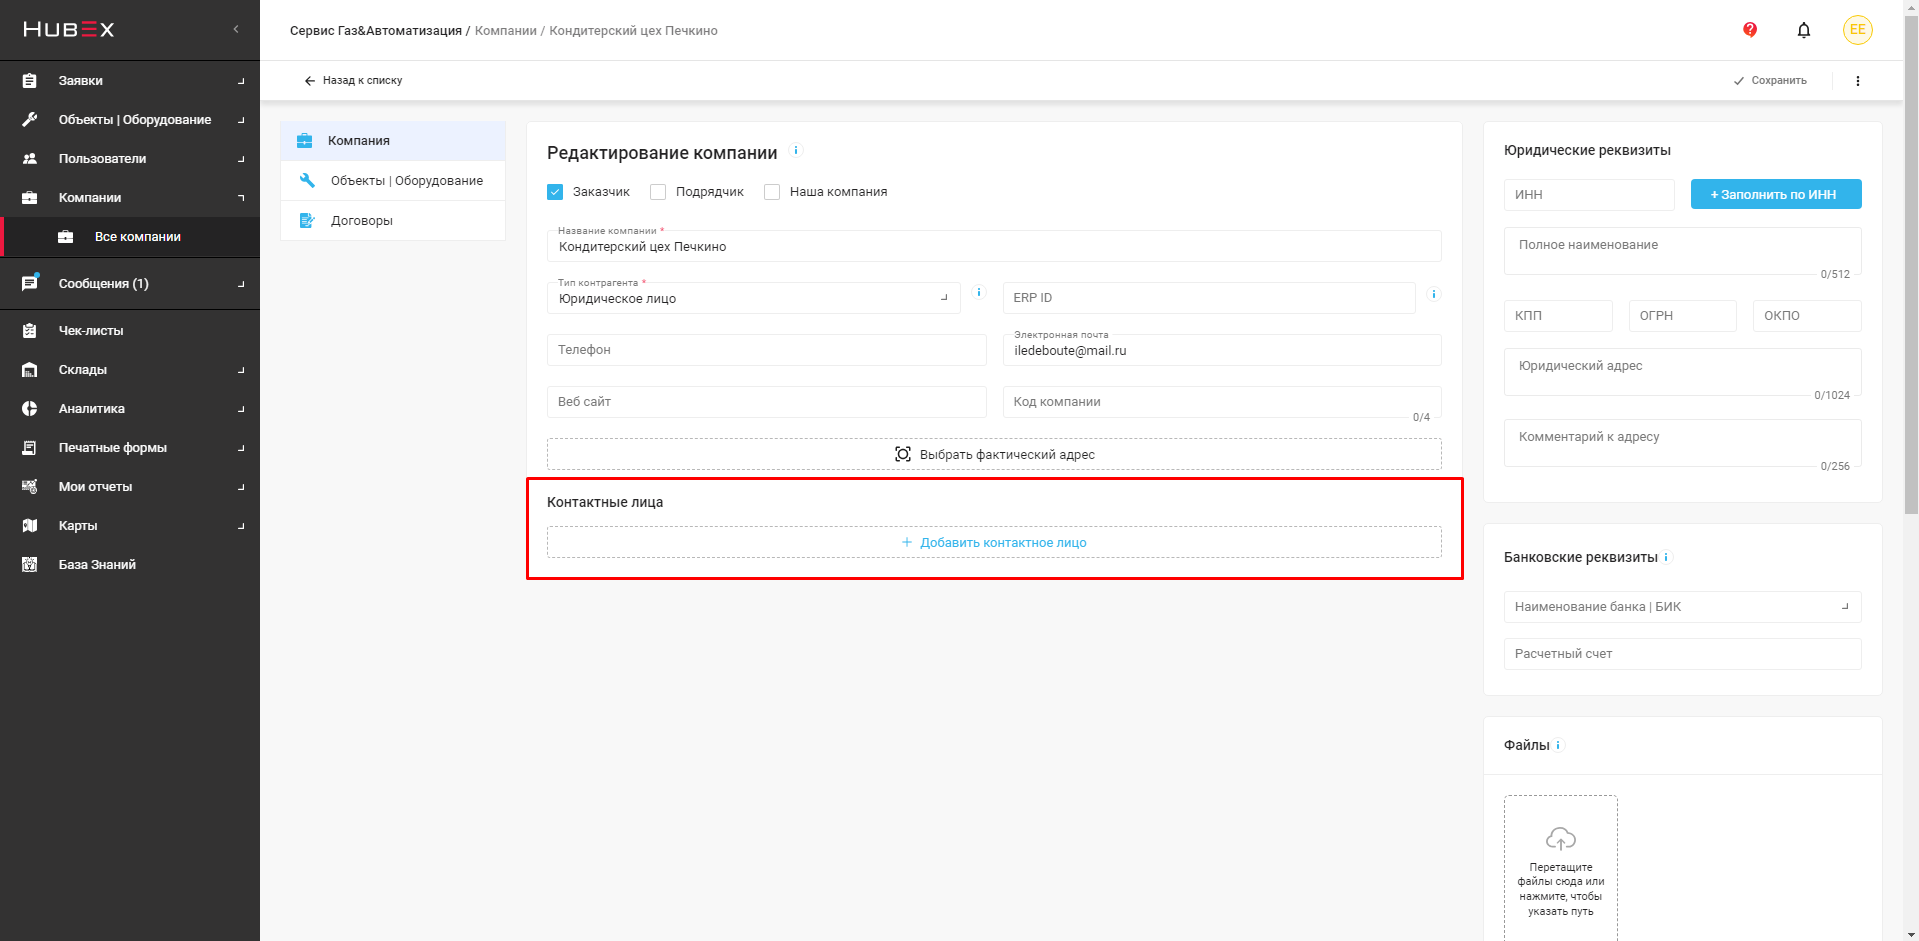 HUBEX
Сервис Газ&Автоматизация / Компании / Кондитерский цех Печкино
?
EE
Назад к списку
Сохранить
Заявки
Объекты | Оборудование
Пользователи
Компании
Все компании
Сообщения (1)
Чек-листы
Склады
Аналитика
Печатные формы
Мои отчеты
Карты
База Знаний
Компания
Объекты | Оборудование
Договоры
Редактирование компании
Заказчик
Подрядчик
Наша компания
Название компании *
Кондитерский цех Печкино
Тип контрагента *
Юридическое лицо
ERP ID
Телефон
Электронная почта
iledeboute@mail.ru
Веб сайт
Код компании
0/4
Выбрать фактический адрес
Контактные лица
+ Добавить контактное лицо
Юридические реквизиты
ИНН
+ Заполнить по ИНН
Полное наименование
0/512
КПП
ОГРН
ОКПО
Юридический адрес
0/1024
Комментарий к адресу
0/256
Банковские реквизиты
Наименование банка | БИК
Расчетный счет
Файлы
Перетащите
файлы сюда или
нажмите, чтобы
указать путь